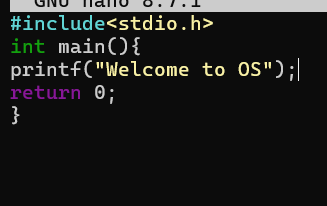 GNU nano 8.7.1
#include<stdio.h>
int main(){
printf("Welcome to OS");
return 0;
}